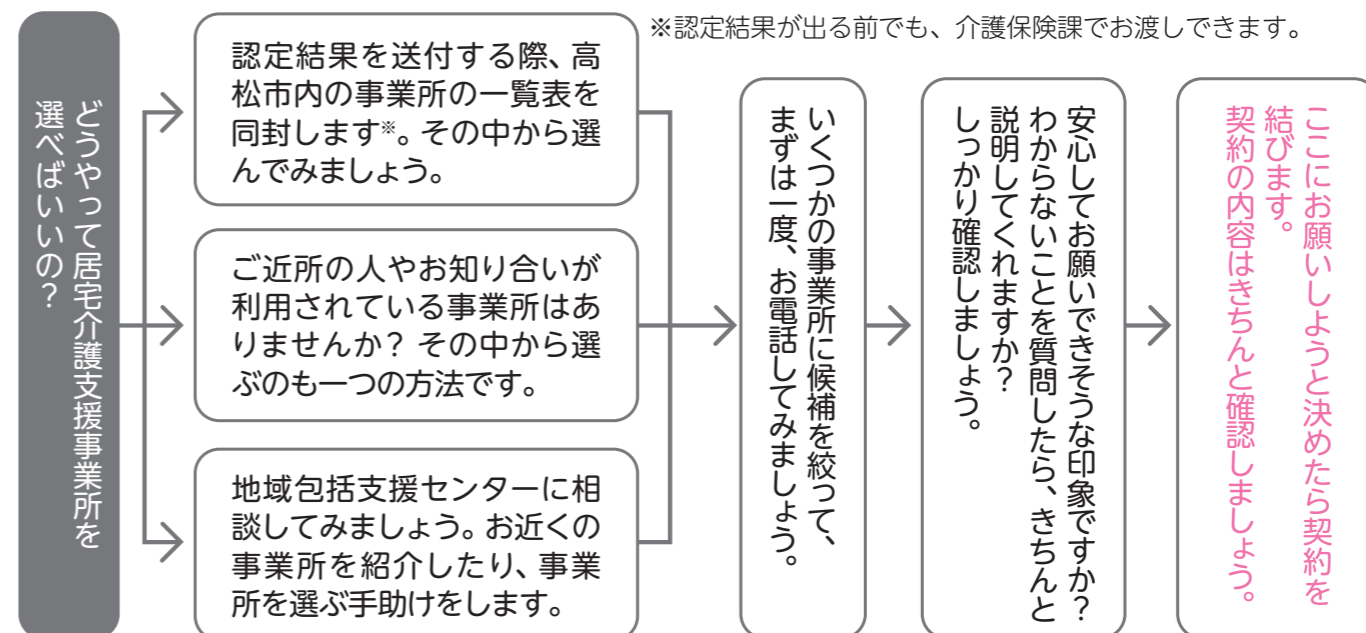 どうやって居宅介護支援事業所を
選べばいいの？
認定結果を送付する際、高
松市内の事業所の一覧表を
同封します※。その中から選
んでみましょう。
ご近所の人やお知り合いが
利用されている事業所はあ
りませんか？ その中から選
ぶのも一つの方法です。
地域包括支援センターに相
談してみましょう。お近くの
事業所を紹介したり、事業
所を選ぶ手助けをします。
※認定結果が出る前でも、介護保険課でお渡しできます。
いくつかの事業所に候補を絞って、
まずは一度、お電話してみましょう。
安心してお願いできそうな印象ですか？
わからないことを質問したら、きちんと
説明してくれますか？
しっかり確認しましょう。
ここにお願いしようと決めたら契約を
結びます。
契約の内容はきちんと確認しましょう。